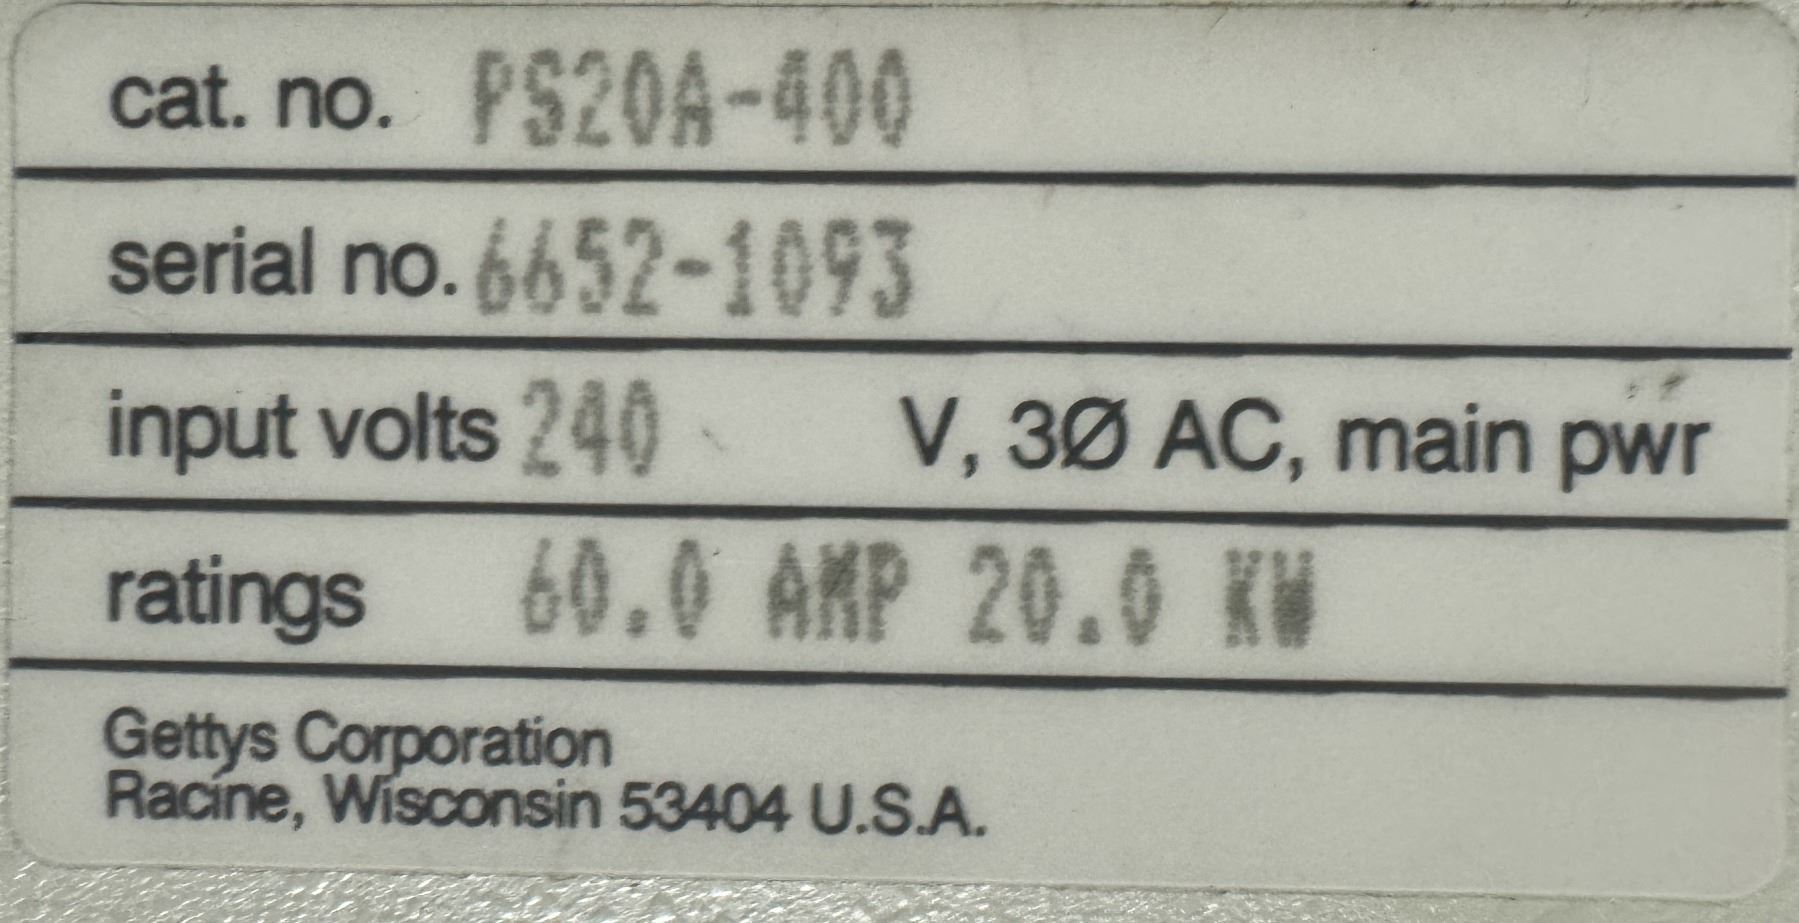 cat. no. PS20A-400
serial no. 6652-1093
input volts 240 V, 3Ø AC, main pwr
ratings 60.0 AMP 20.0 KW
Gettys Corporation
Racine, Wisconsin 53404 U.S.A.